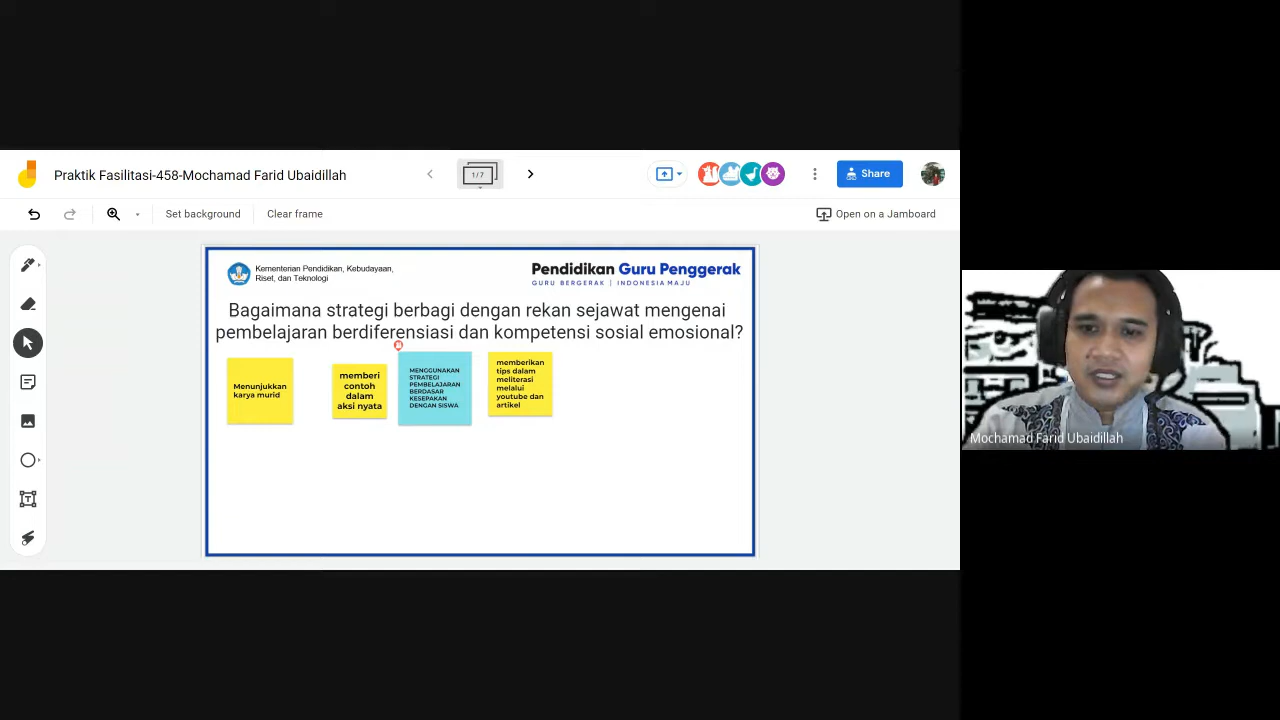 Praktik Fasilitasi-458-Mochamad Farid Ubaidillah
1/7
Share
Set background
Clear frame
Open on a Jamboard
Kementerian Pendidikan, Kebudayaan,
Riset, dan Teknologi
Pendidikan Guru Penggerak
GURU BERGERAK | INDONESIA MAJU
Bagaimana strategi berbagi dengan rekan sejawat mengenai
pembelajaran berdiferensiasi dan kompetensi sosial emosional?
Menunjukkan
karya murid
memberi
contoh
dalam
aksi nyata
MENGGUNAKAN
STRATEGI
PEMBELAJARAN
BERDASAR
KESEPAKAN
DENGAN SISWA
memberikan
tips dalam
meliterasi
melalui
youtube dan
artikel
Mochamad Farid Ubaidillah